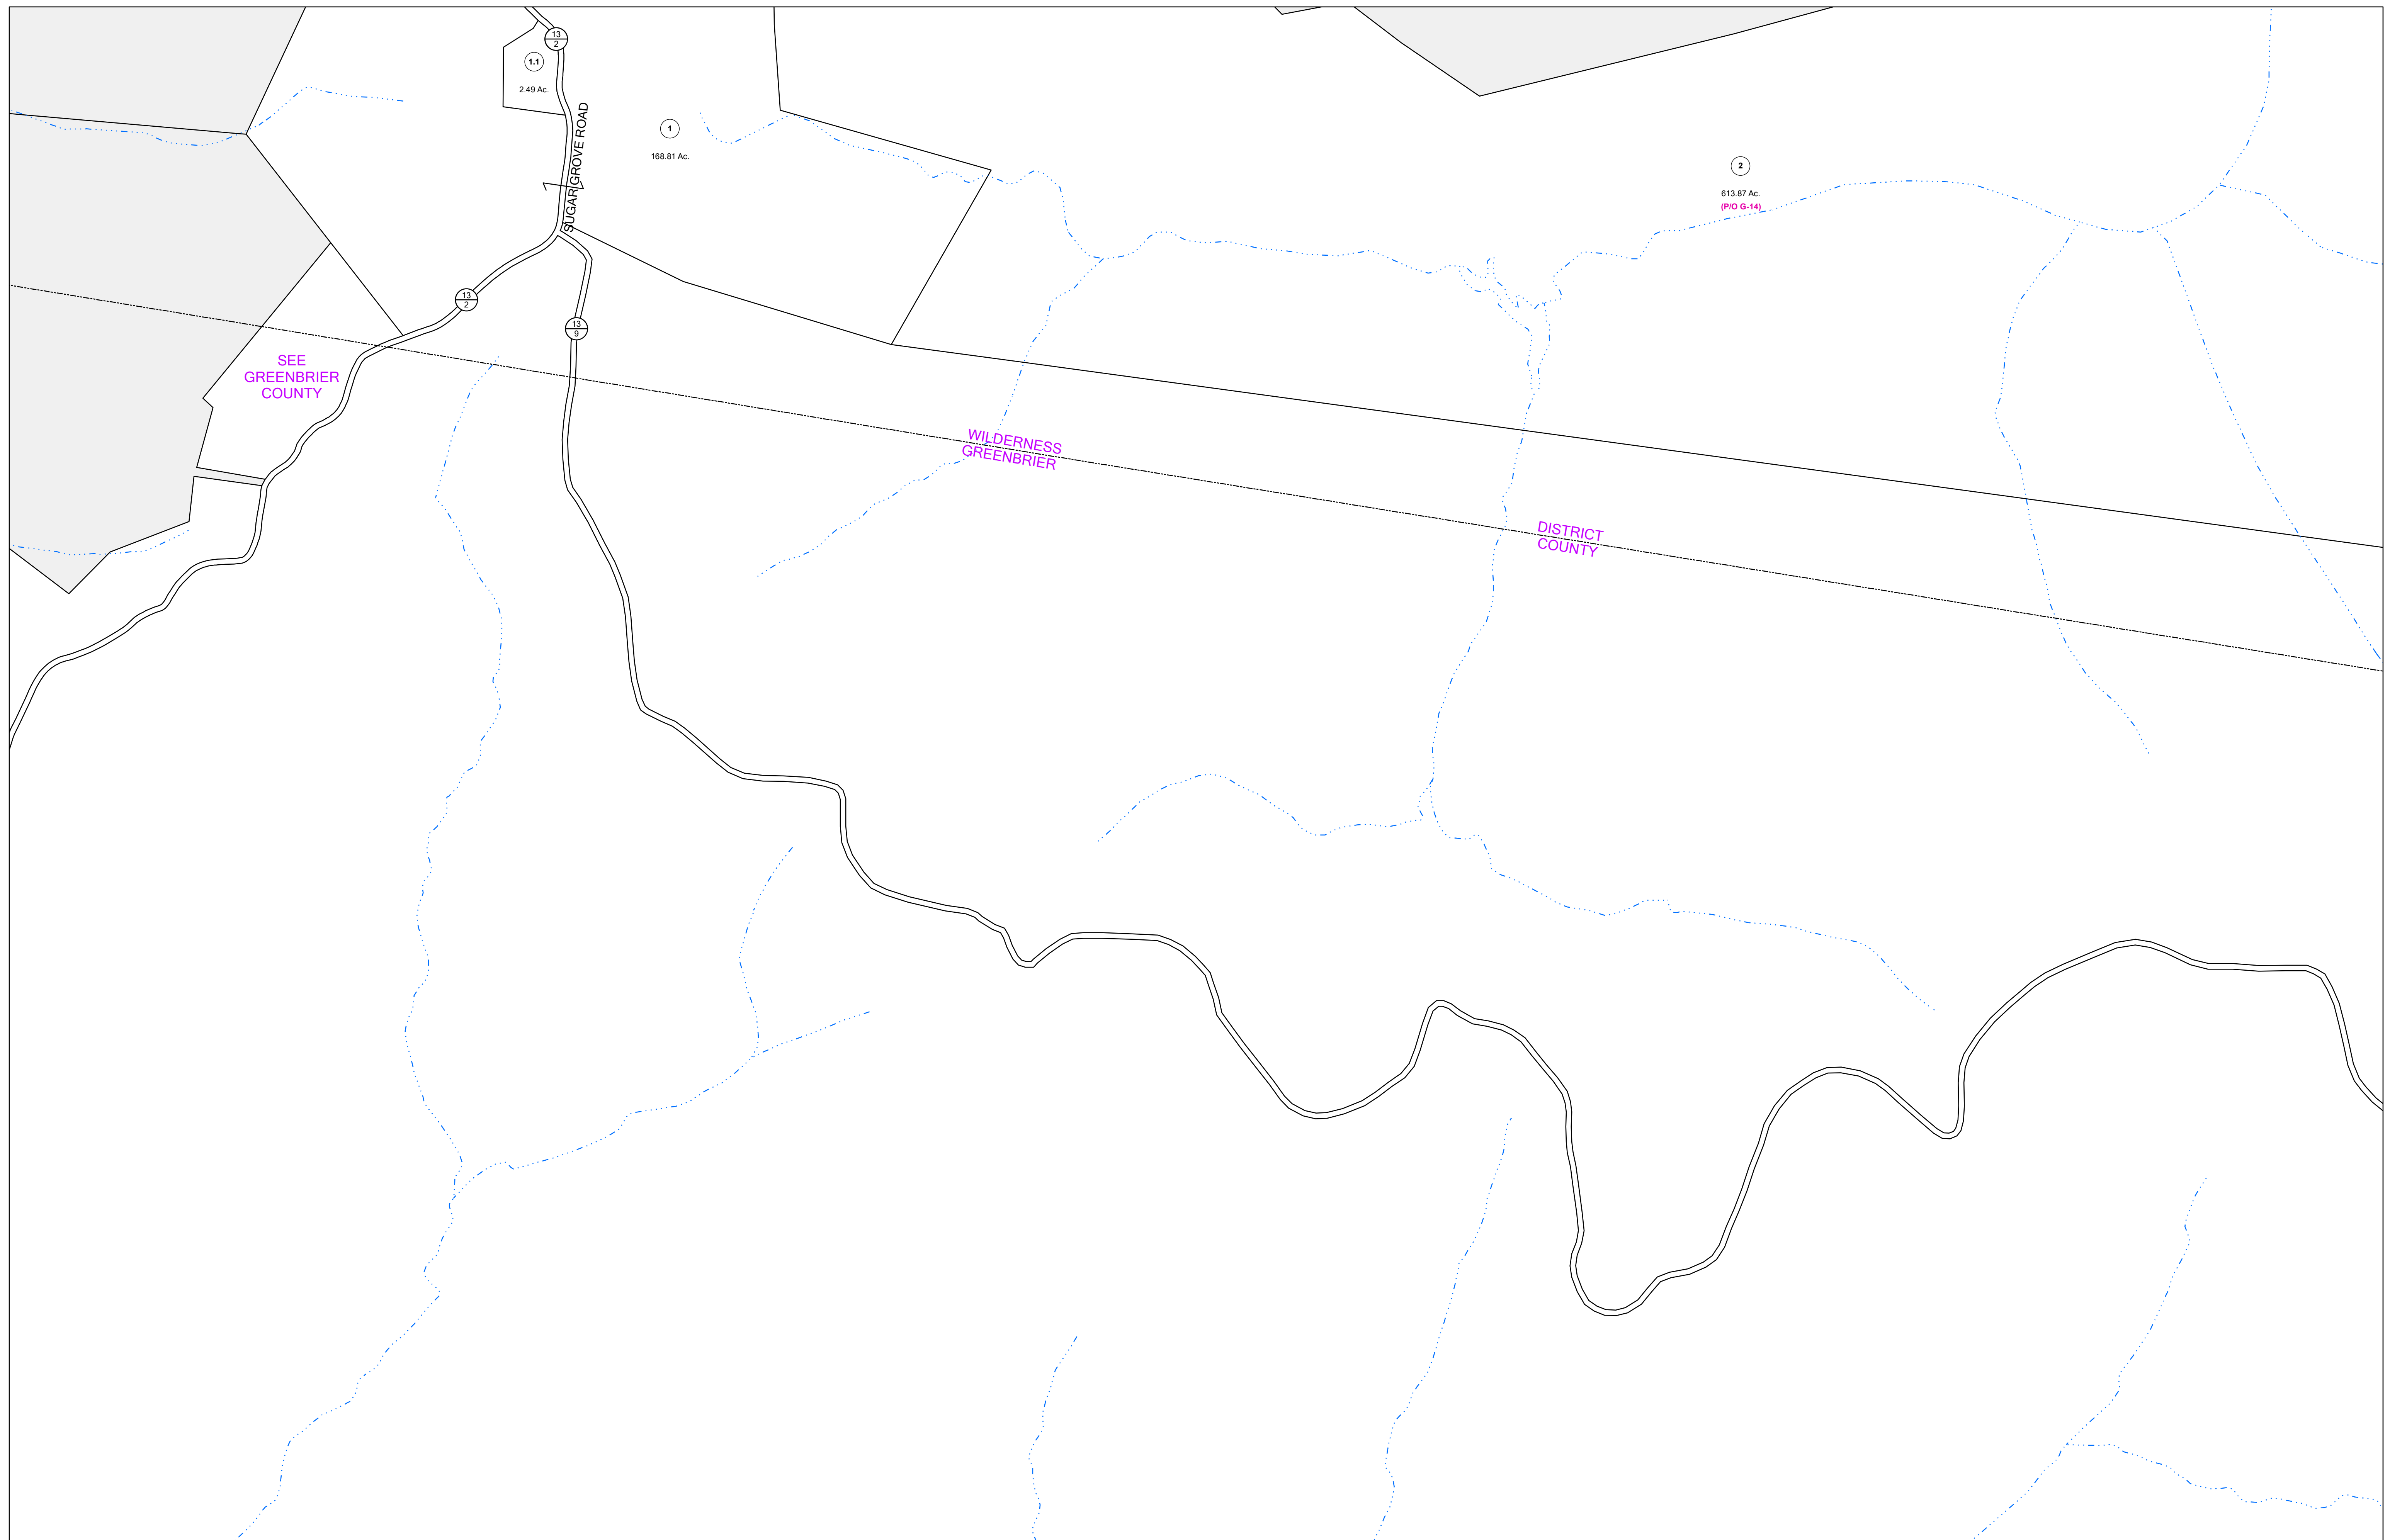 13
2
1.1
2.49 Ac.
SUGAR GROVE ROAD
1
168.81 Ac.
2
613.87 Ac.
(P/O G-14)
13
2
13
9
SEE
GREENBRIER
COUNTY
WILDERNESS
GREENBRIER
DISTRICT
COUNTY